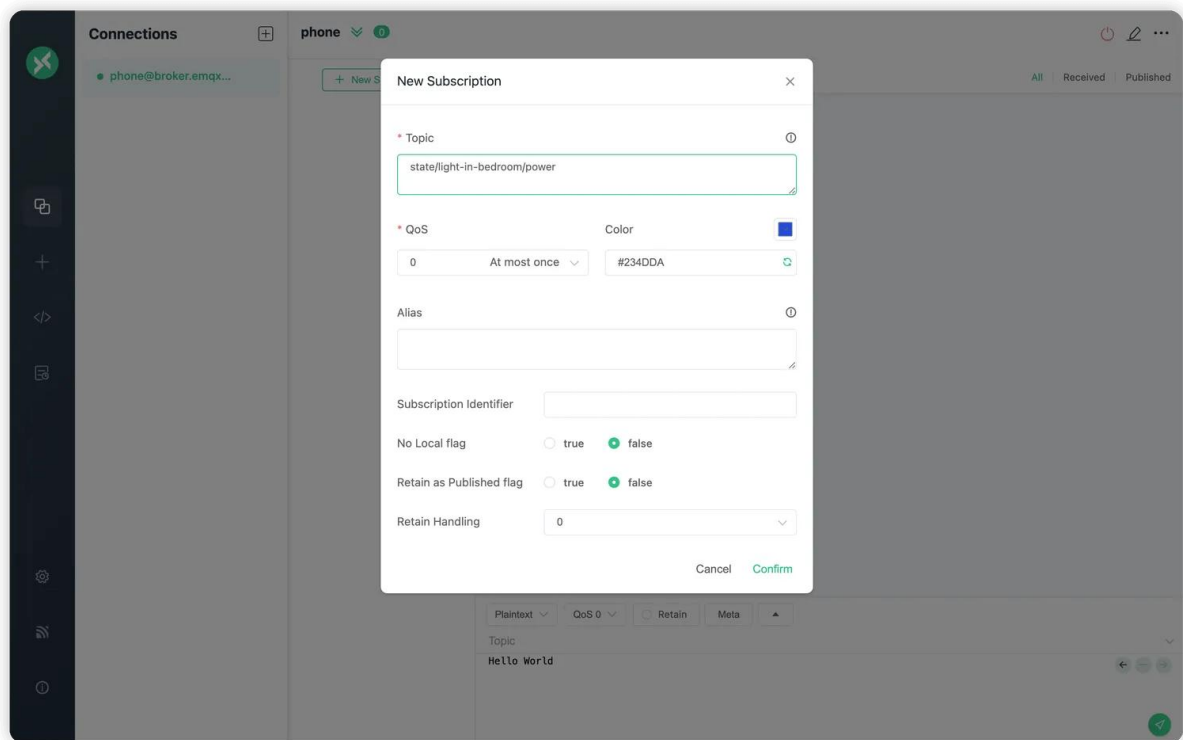 Connections
phone 0
phone@broker.emqx...
+ New S
All Received Published
New Subscription
* Topic
state/light-in-bedroom/power
* QoS Color
0 At most once #234DDA
Alias
Subscription Identifier
No Local flag true false
Retain as Published flag true false
Retain Handling 0
Cancel Confirm
Plaintext QoS 0 Retain Meta
Topic
Hello World